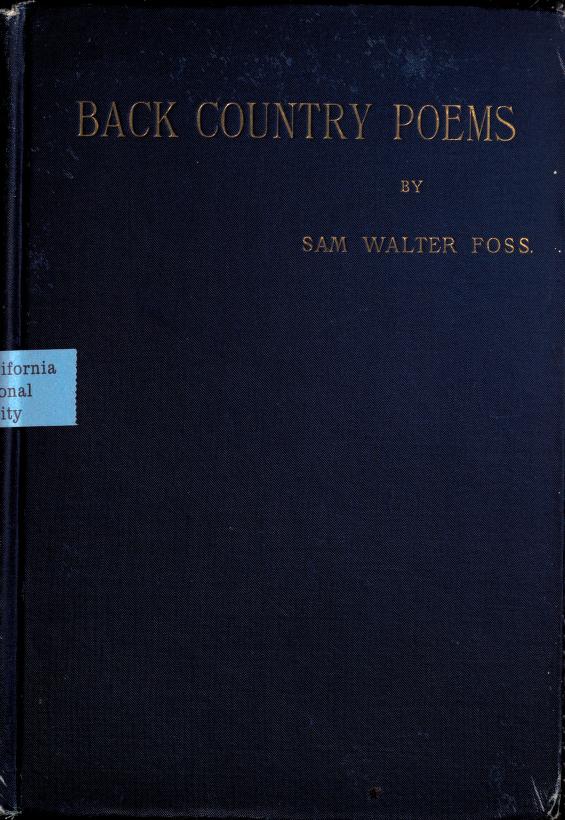 BACK COUNTRY POEMS
BY
SAM WALTER FOSS.
ifornia
onal
ity